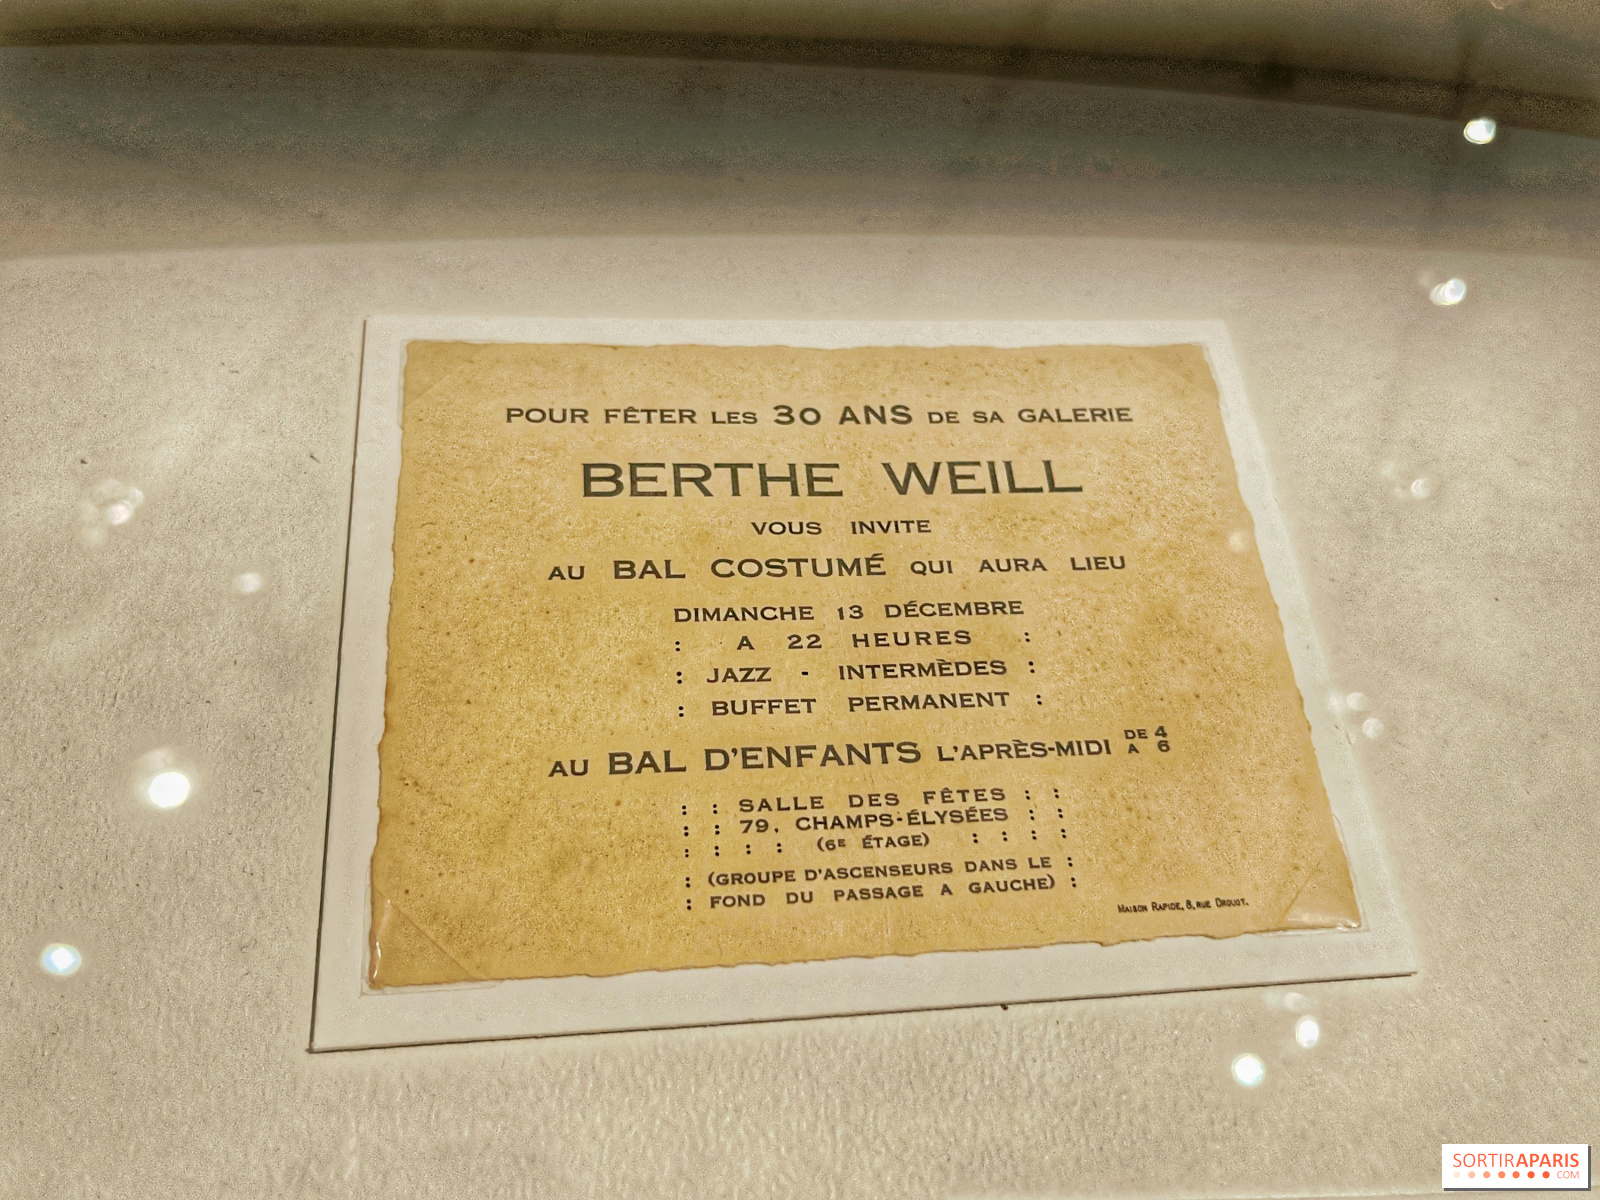 POUR FÊTER LES 30 ANS DE SA GALERIE
BERTHE WEILL
VOUS INVITE
AU BAL COSTUMÉ QUI AURA LIEU
DIMANCHE 13 DÉCEMBRE
: A 22 HEURES :
: JAZZ - INTERMÈDES :
: BUFFET PERMANENT :
AU BAL D'ENFANTS L'APRÈS-MIDI DE 4 A 6
: : SALLE DES FÊTES : :
: : 79, CHAMPS-ÉLYSÉES : :
: : : : (6E ÉTAGE) : : : :
: (GROUPE D'ASCENSEURS DANS LE :
: FOND DU PASSAGE A GAUCHE) :
MAISON RAPIDE, 8, RUE DROUOT.
SORTIRAPARIS
.COM